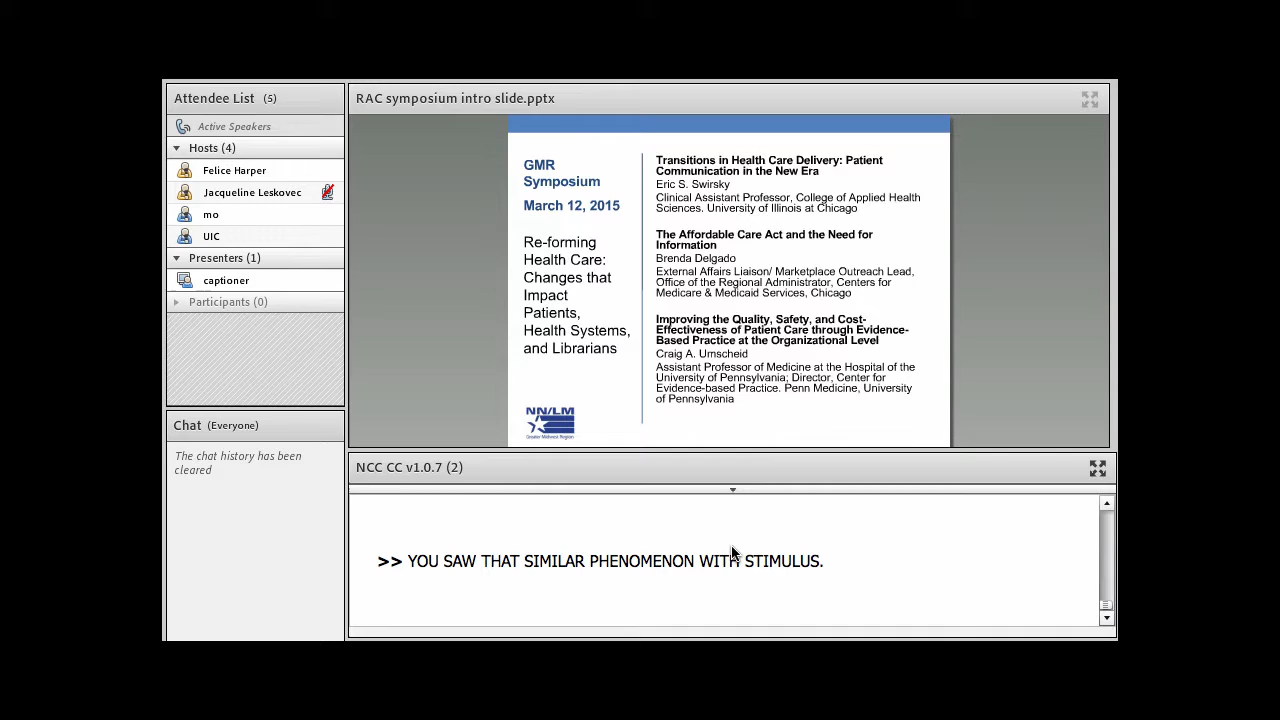 Attendee List (5)
Active Speakers
Hosts (4)
Felice Harper
Jacqueline Leskovec
mo
UIC
Presenters (1)
captioner
Participants (0)
Chat (Everyone)
The chat history has been
cleared
RAC symposium intro slide.pptx
GMR
Symposium
March 12, 2015
Re-forming
Health Care:
Changes that
Impact
Patients,
Health Systems,
and Librarians
NN/LM
Greater Midwest Region
Transitions in Health Care Delivery: Patient
Communication in the New Era
Eric S. Swirsky
Clinical Assistant Professor, College of Applied Health
Sciences. University of Illinois at Chicago
The Affordable Care Act and the Need for
Information
Brenda Delgado
External Affairs Liaison/ Marketplace Outreach Lead,
Office of the Regional Administrator, Centers for
Medicare & Medicaid Services, Chicago
Improving the Quality, Safety, and Cost-
Effectiveness of Patient Care through Evidence-
Based Practice at the Organizational Level
Craig A. Umscheid
Assistant Professor of Medicine at the Hospital of the
University of Pennsylvania; Director, Center for
Evidence-based Practice. Penn Medicine, University
of Pennsylvania
NCC CC v1.0.7 (2)
>> YOU SAW THAT SIMILAR PHENOMENON WITH STIMULUS.